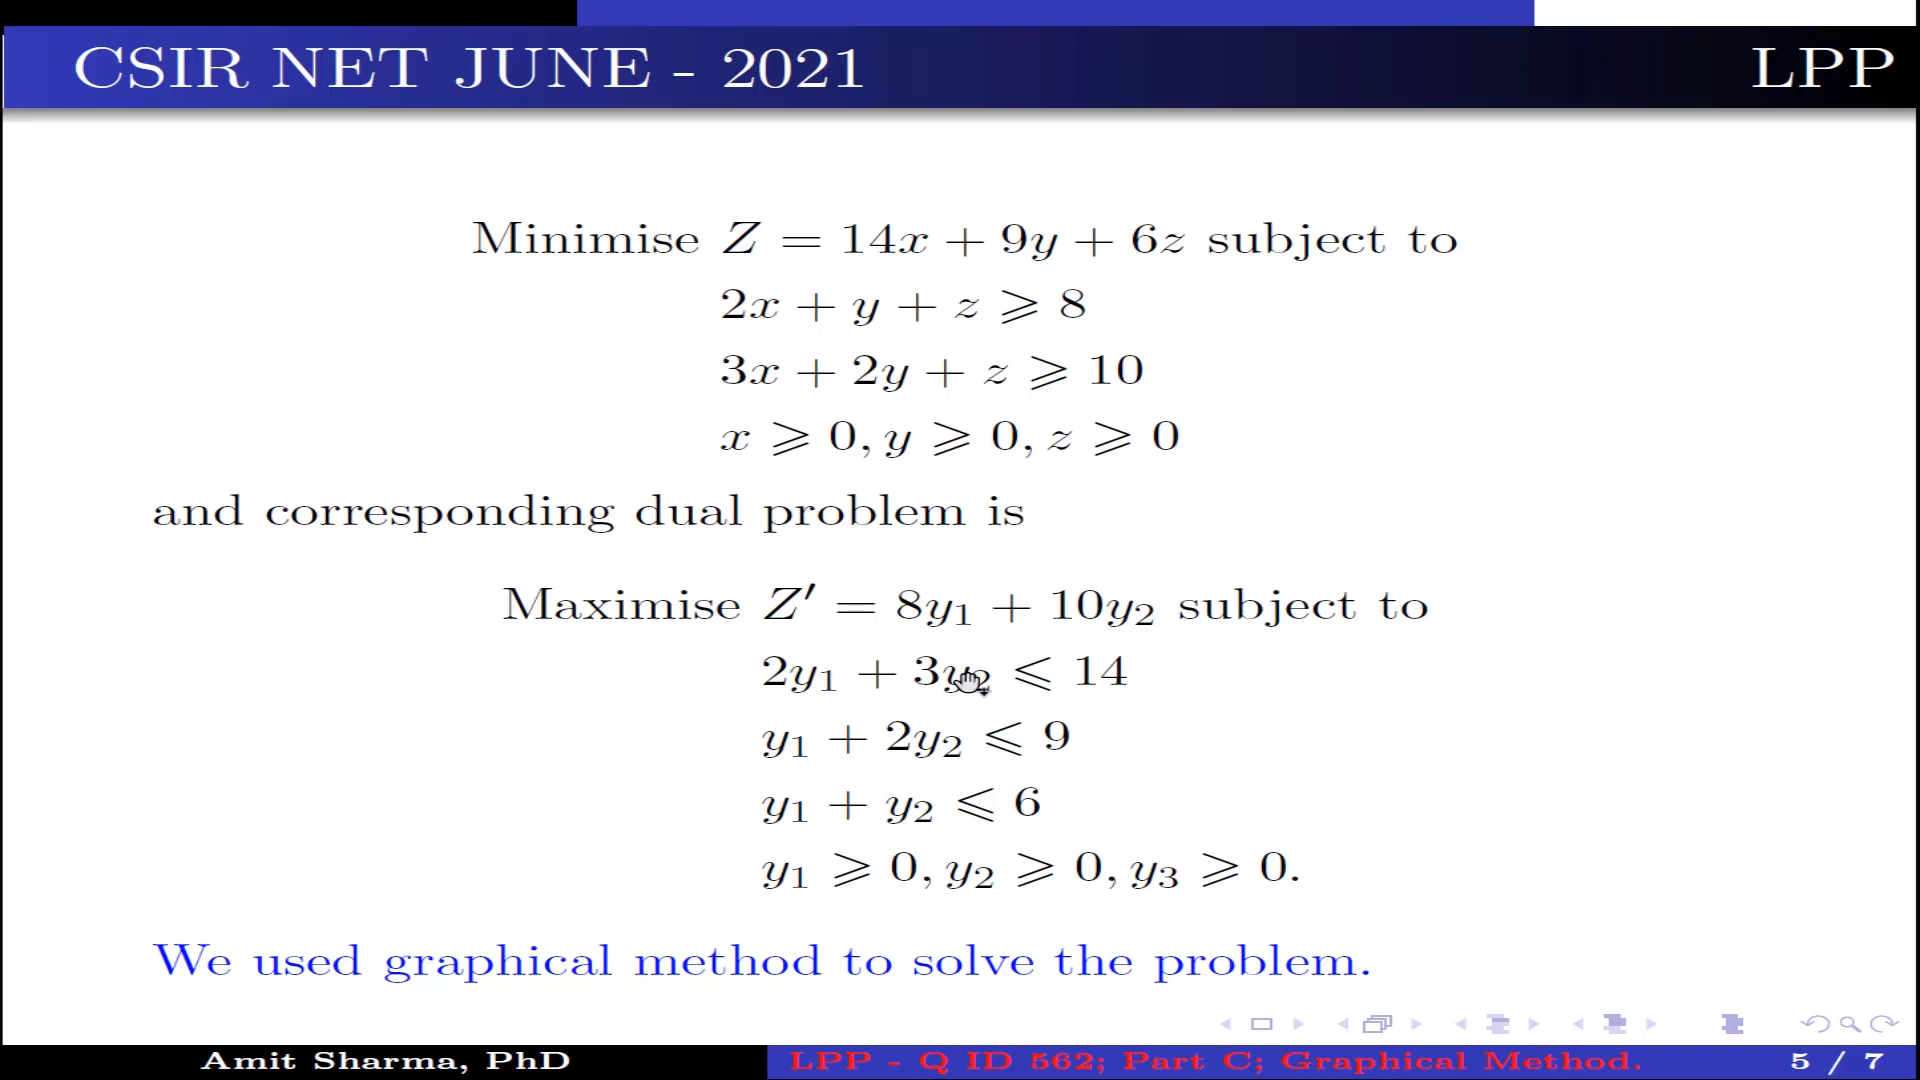 CSIR NET JUNE - 2021 LPP
Minimise Z = 14x + 9y + 6z subject to
2x + y + z ⩾ 8
3x + 2y + z ⩾ 10
x ⩾ 0, y ⩾ 0, z ⩾ 0
and corresponding dual problem is
Maximise Z′ = 8y₁ + 10y₂ subject to
2y₁ + 3y₂ ⩽ 14
y₁ + 2y₂ ⩽ 9
y₁ + y₂ ⩽ 6
y₁ ⩾ 0, y₂ ⩾ 0, y₃ ⩾ 0.
We used graphical method to solve the problem.
Amit Sharma, PhD LPP - Q ID 562; Part C; Graphical Method. 5 / 7